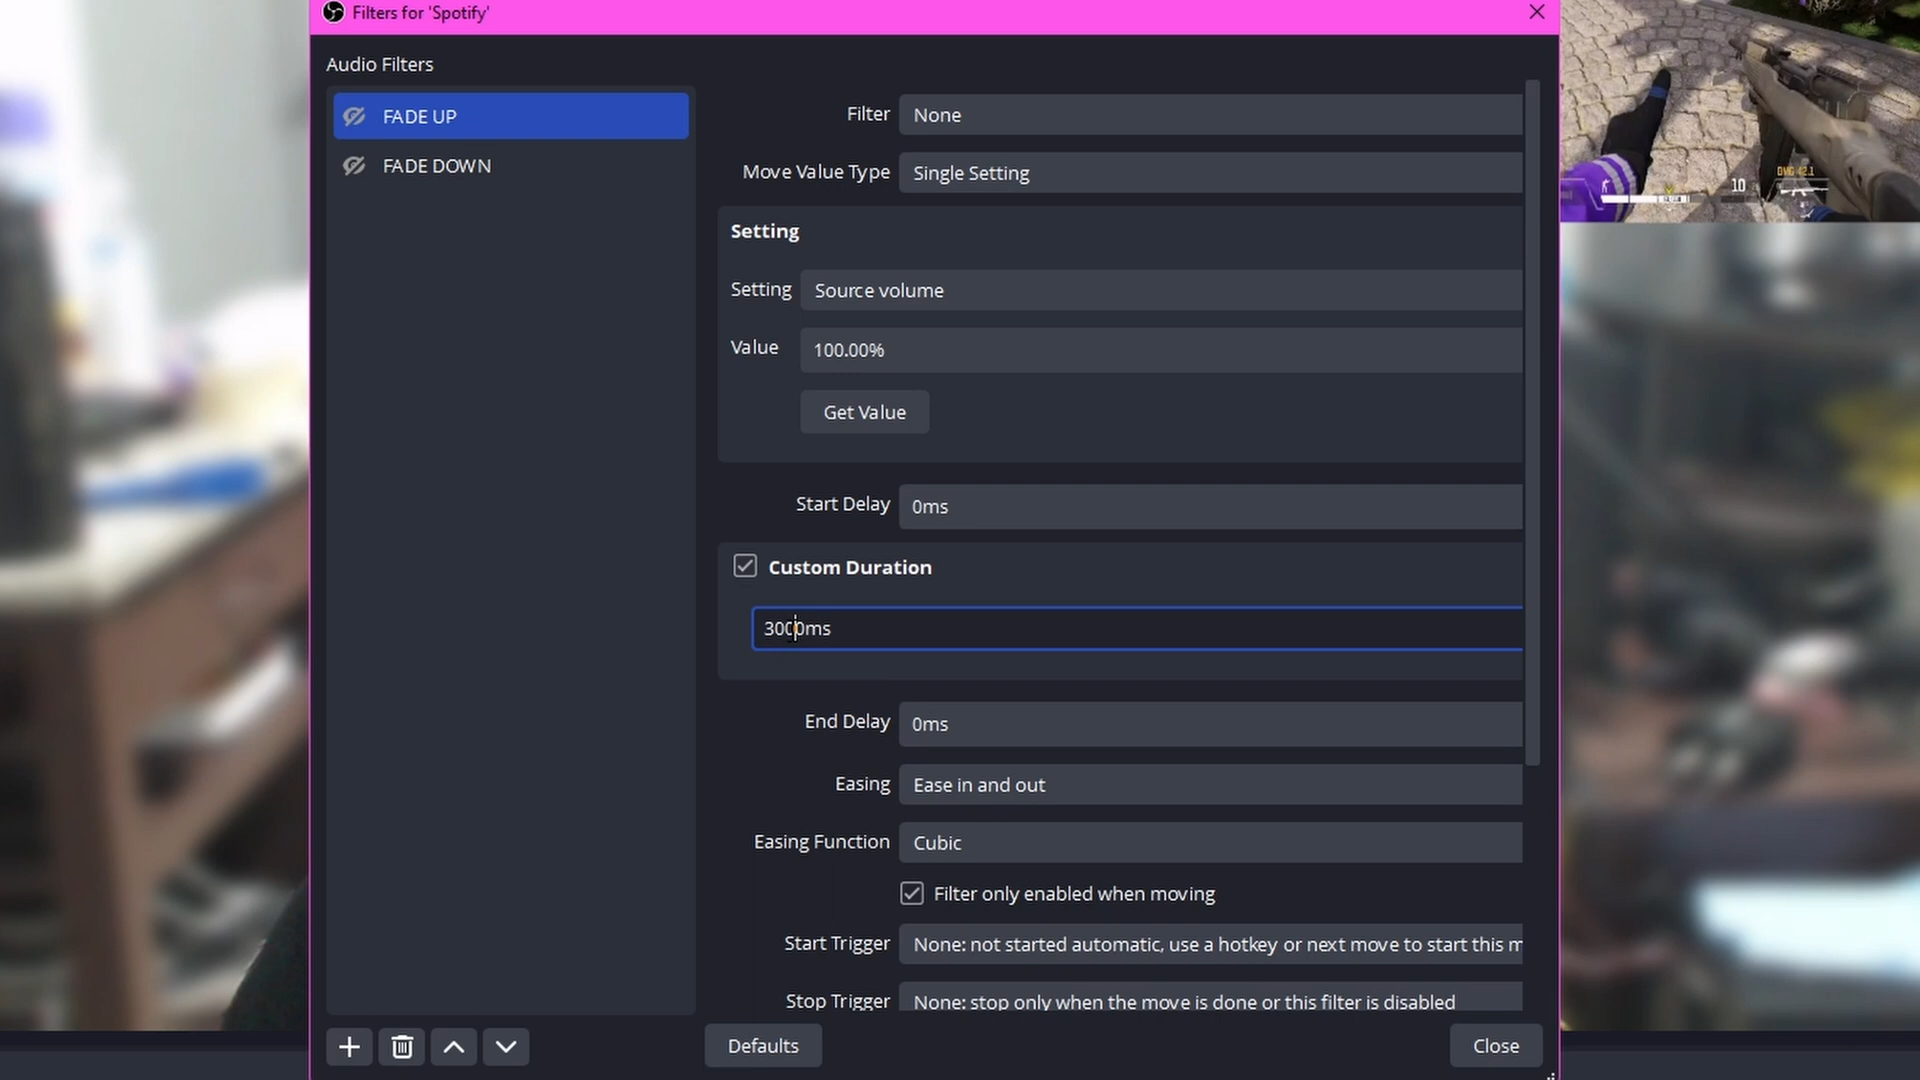 Filters for 'Spotify'
Audio Filters
FADE UP
FADE DOWN
Filter None
Move Value Type Single Setting
Setting
Setting Source volume
Value 100.00%
Get Value
Start Delay 0ms
Custom Duration
3000ms
End Delay 0ms
Easing Ease in and out
Easing Function Cubic
Filter only enabled when moving
Start Trigger None: not started automatic, use a hotkey or next move to start this m
Stop Trigger None: stop only when the move is done or this filter is disabled
Defaults
Close
10